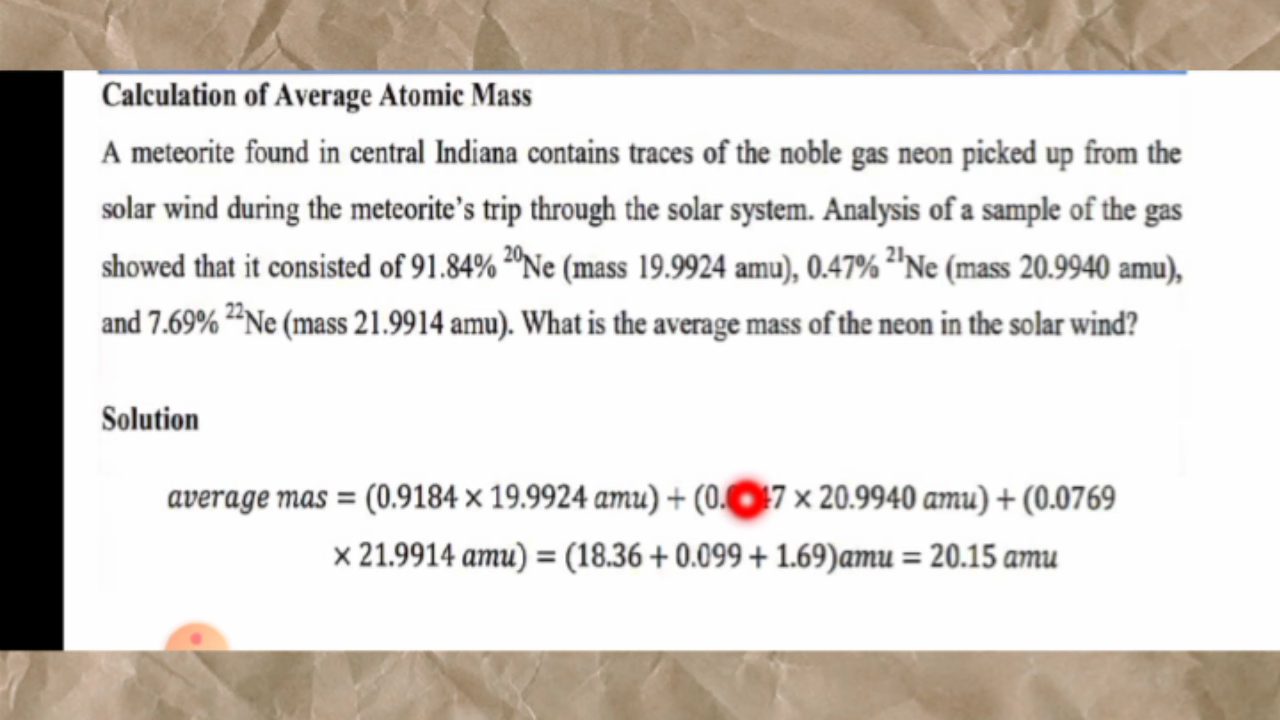 Calculation of Average Atomic Mass
A meteorite found in central Indiana contains traces of the noble gas neon picked up from the
solar wind during the meteorite’s trip through the solar system. Analysis of a sample of the gas
showed that it consisted of 91.84% ²⁰Ne (mass 19.9924 amu), 0.47% ²¹Ne (mass 20.9940 amu),
and 7.69% ²²Ne (mass 21.9914 amu). What is the average mass of the neon in the solar wind?
Solution
average mas = (0.9184 × 19.9924 amu) + (0. 47 × 20.9940 amu) + (0.0769
× 21.9914 amu) = (18.36 + 0.099 + 1.69)amu = 20.15 amu